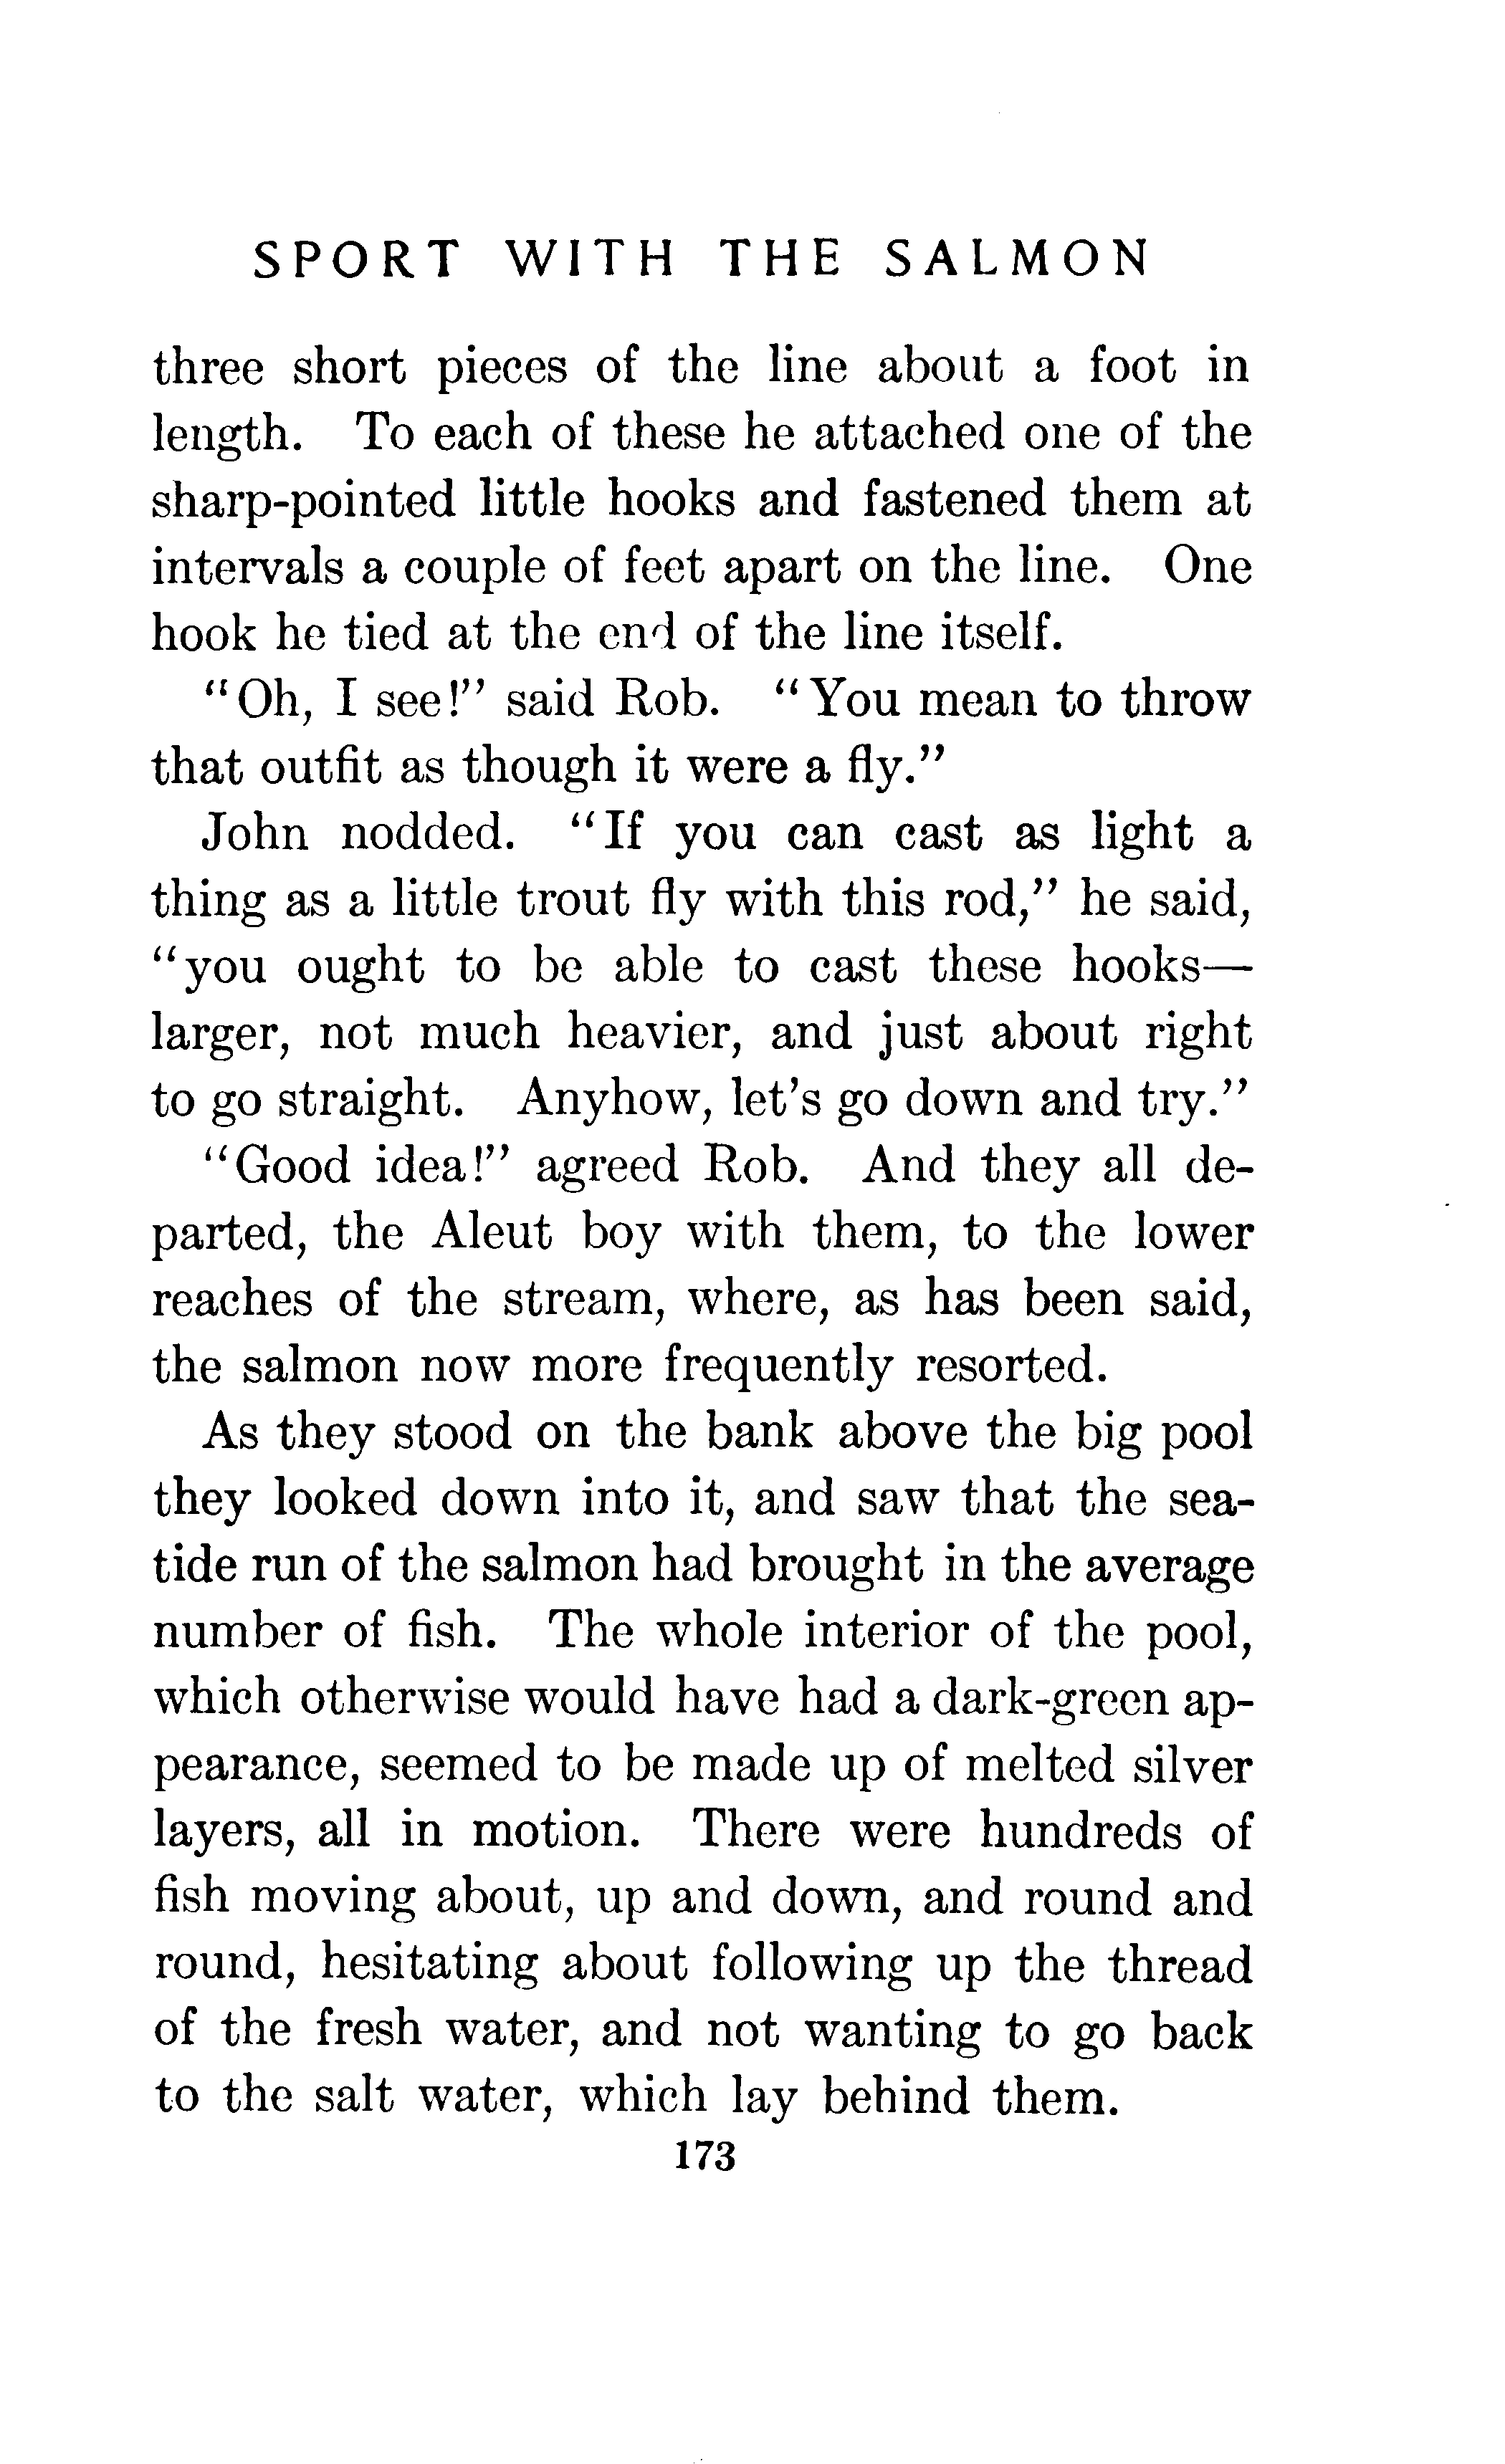 SPORT WITH THE SALMON
three short pieces of the line about a foot in
length. To each of these he attached one of the
sharp-pointed little hooks and fastened them at
intervals a couple of feet apart on the line. One
hook he tied at the end of the line itself.
“Oh, I see!” said Rob. “You mean to throw
that outfit as though it were a fly.”
John nodded. “If you can cast as light a
thing as a little trout fly with this rod,” he said,
“you ought to be able to cast these hooks—
larger, not much heavier, and just about right
to go straight. Anyhow, let’s go down and try.”
“Good idea!” agreed Rob. And they all de-
parted, the Aleut boy with them, to the lower
reaches of the stream, where, as has been said,
the salmon now more frequently resorted.
As they stood on the bank above the big pool
they looked down into it, and saw that the sea-
tide run of the salmon had brought in the average
number of fish. The whole interior of the pool,
which otherwise would have had a dark-green ap-
pearance, seemed to be made up of melted silver
layers, all in motion. There were hundreds of
fish moving about, up and down, and round and
round, hesitating about following up the thread
of the fresh water, and not wanting to go back
to the salt water, which lay behind them.
173